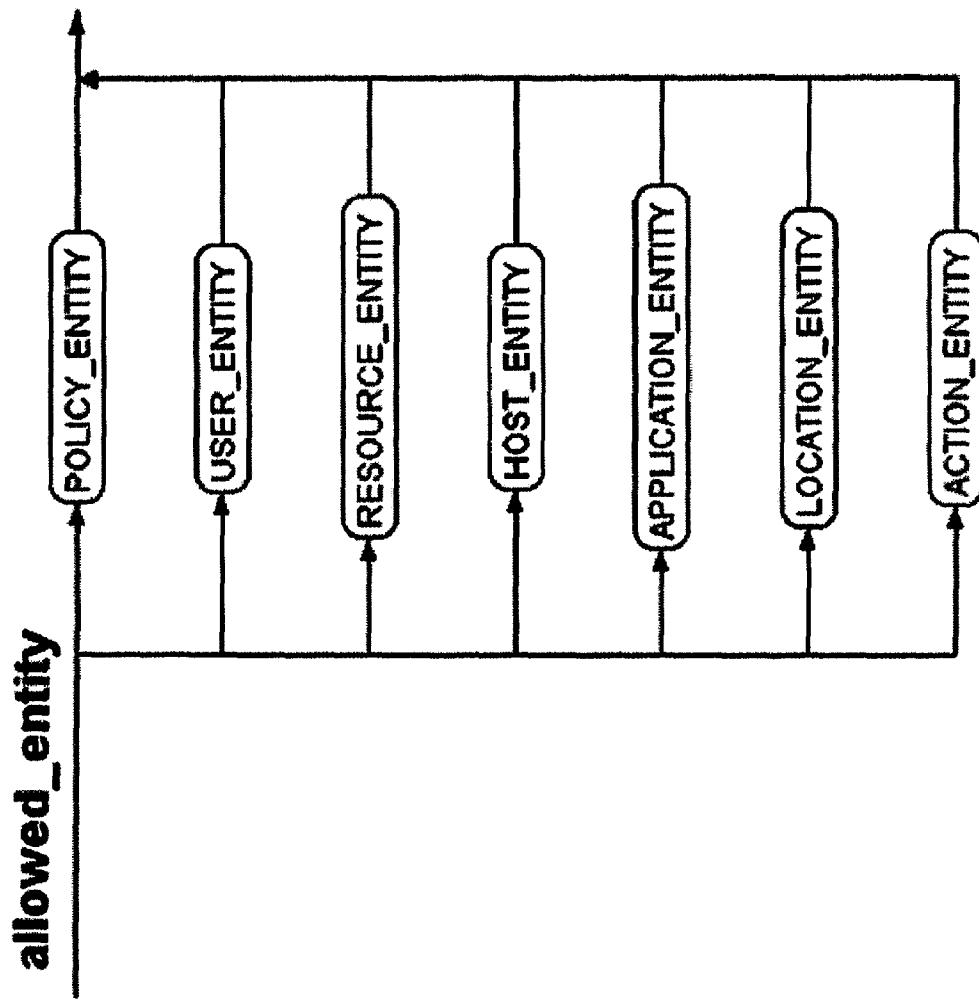 allowed_entity
POLICY_ENTITY
USER_ENTITY
RESOURCE_ENTITY
HOST_ENTITY
APPLICATION_ENTITY
LOCATION_ENTITY
ACTION_ENTITY